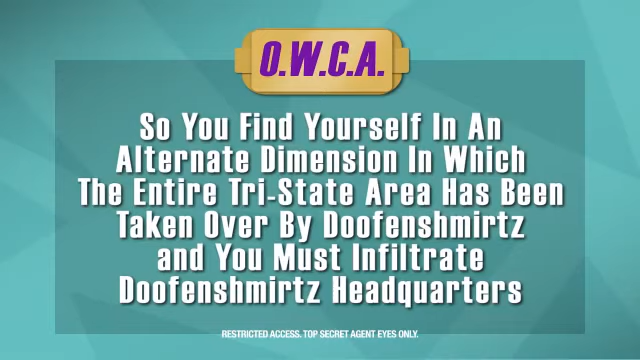 O.W.C.A.
So You Find Yourself In An
Alternate Dimension In Which
The Entire Tri-State Area Has Been
Taken Over By Doofenshmirtz
and You Must Infiltrate
Doofenshmirtz Headquarters
RESTRICTED ACCESS. TOP SECRET AGENT EYES ONLY.